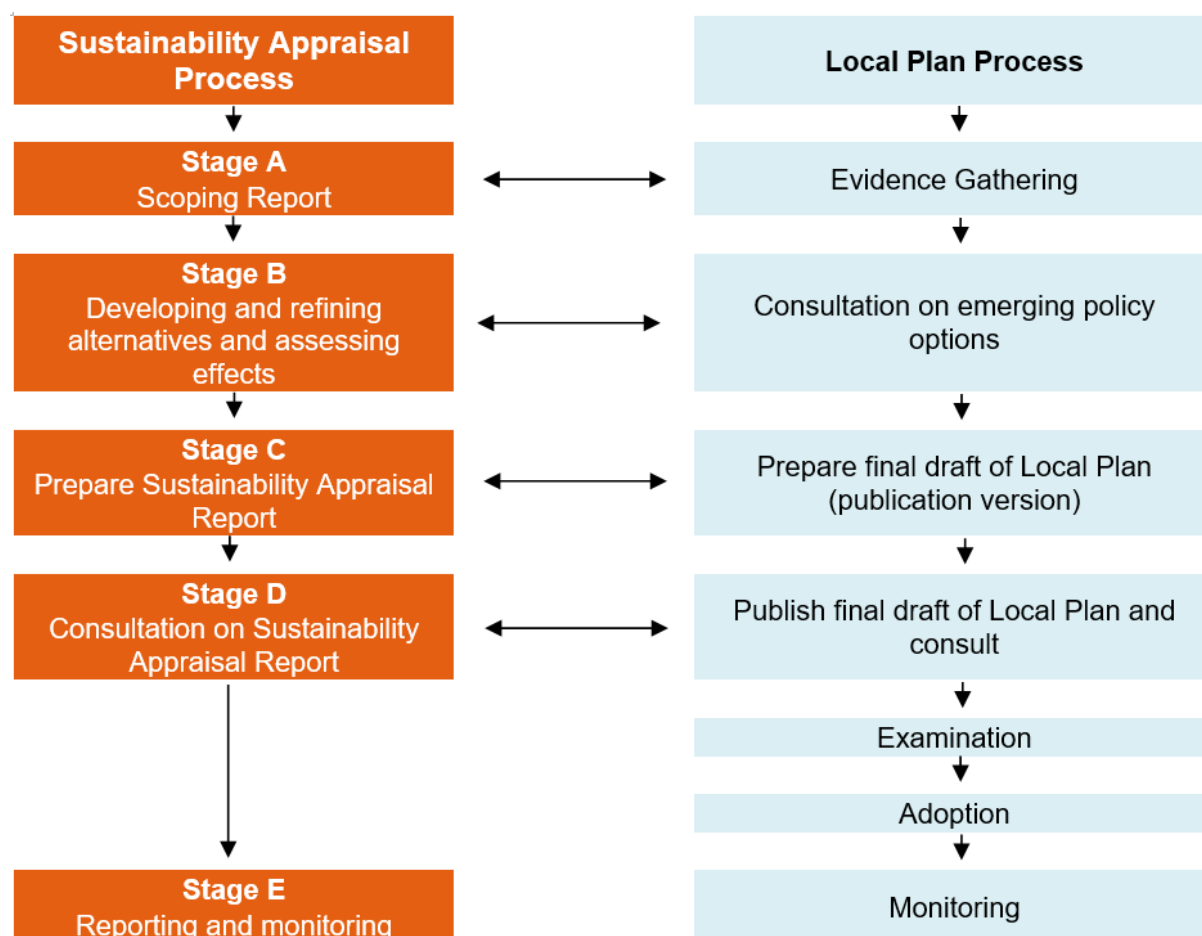 Sustainability Appraisal
Process
Local Plan Process
Stage A
Scoping Report
Evidence Gathering
Stage B
Developing and refining
alternatives and assessing
effects
Consultation on emerging policy
options
Stage C
Prepare Sustainability Appraisal
Report
Prepare final draft of Local Plan
(publication version)
Stage D
Consultation on Sustainability
Appraisal Report
Publish final draft of Local Plan and
consult
Examination
Adoption
Stage E
Reporting and monitoring
Monitoring